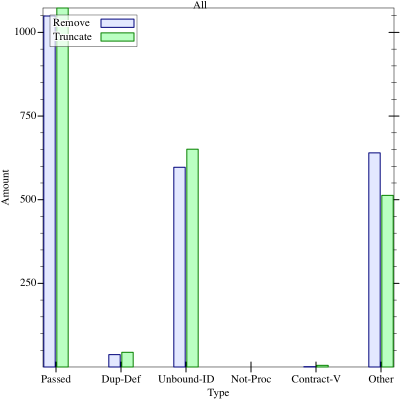 All
Remove
Truncate
1000
750
500
250
Amount
Passed Dup-Def Unbound-ID Not-Proc Contract-V Other
Type